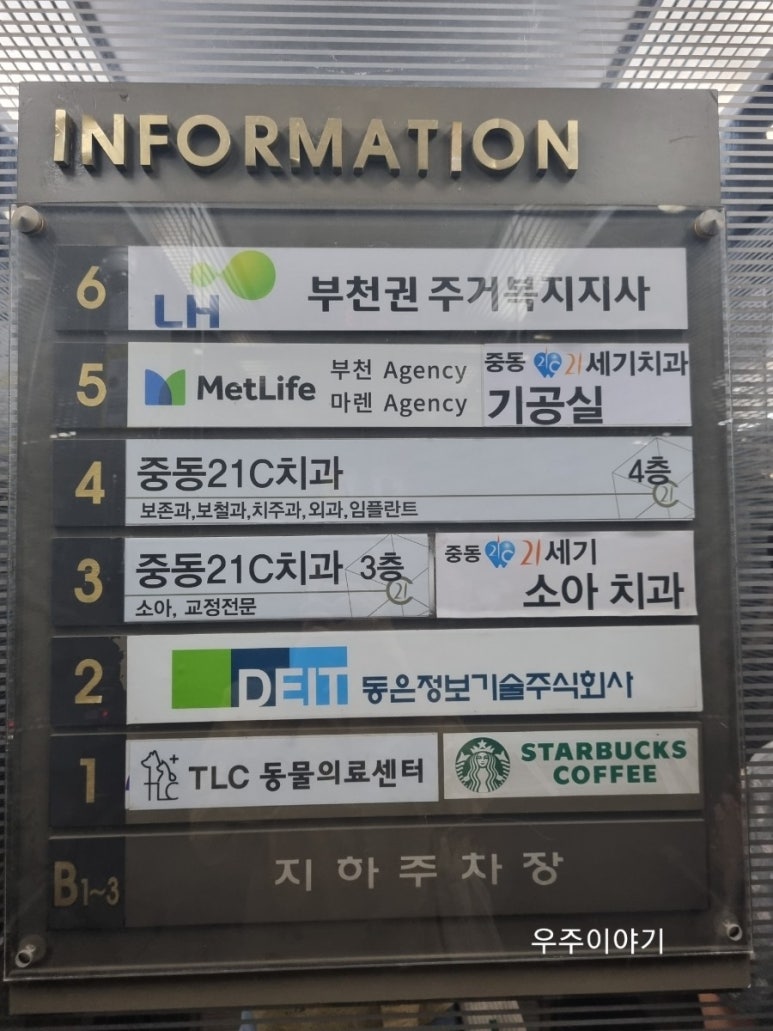 INFORMATION
6 LH 부천권 주거복지지사
5 MetLife 부천 Agency 마렌 Agency
중동 21C 21세기치과 기공실
4 중동21C치과 4층
보존과,보철과,치주과,외과,임플란트
3 중동21C치과 3층
소아, 교정전문
중동 21C 21세기
소아 치과
2 DEIT 동은정보기술주식회사
1 TLC TLC 동물의료센터
STARBUCKS
COFFEE
B1~3 지하주차장
우주이야기